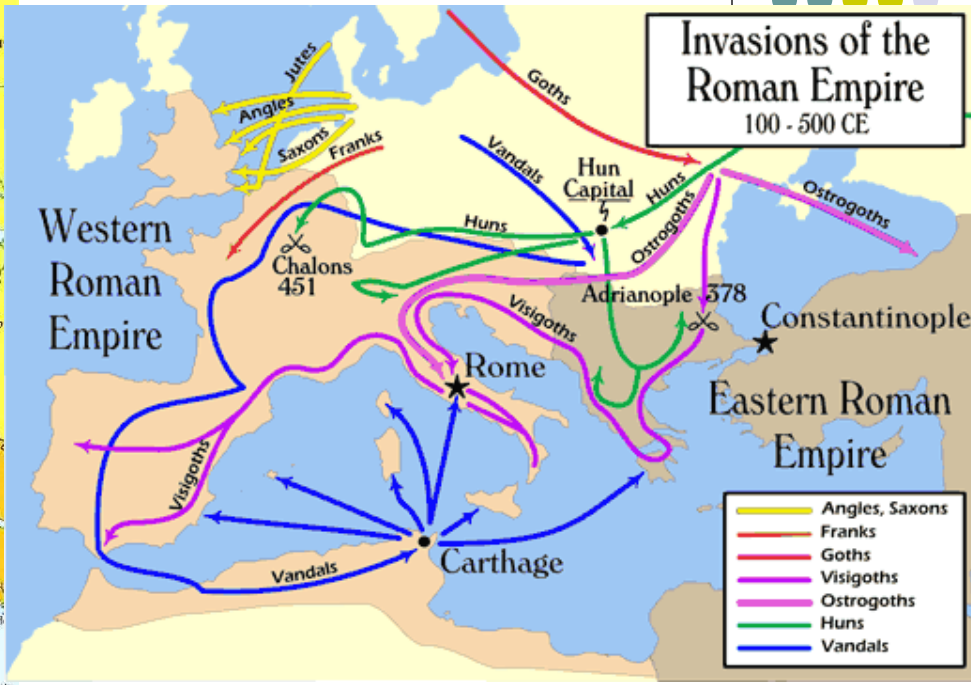 Invasions of the
Roman Empire
100 - 500 CE
Jutes
Angles
Saxons
Franks
Goths
Vandals
Hun
Capital
Huns
Ostrogoths
Ostrogoths
Huns
Western
Roman
Empire
Chalons
451
Adrianople 378
Visigoths
Constantinople
Rome
Eastern Roman
Empire
Visigoths
Carthage
Vandals
Angles, Saxons
Franks
Goths
Visigoths
Ostrogoths
Huns
Vandals